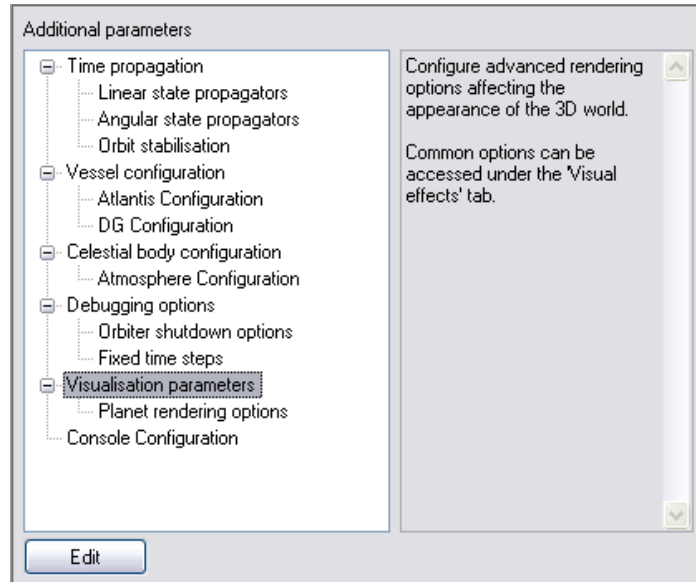 Additional parameters
Time propagation
Linear state propagators
Angular state propagators
Orbit stabilisation
Vessel configuration
Atlantis Configuration
DG Configuration
Celestial body configuration
Atmosphere Configuration
Debugging options
Orbiter shutdown options
Fixed time steps
Visualisation parameters
Planet rendering options
Console Configuration
Configure advanced rendering
options affecting the
appearance of the 3D world.
Common options can be
accessed under the 'Visual
effects' tab.
Edit